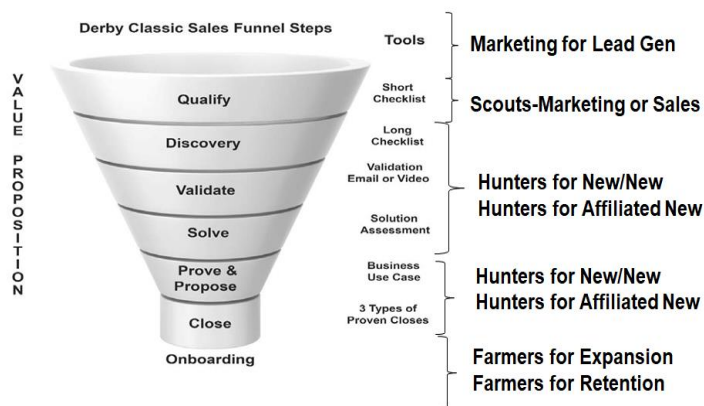 Derby Classic Sales Funnel Steps
VALUE PROPOSITION
Qualify
Discovery
Validate
Solve
Prove &
Propose
Close
Onboarding
Tools
Short
Checklist
Long
Checklist
Validation
Email or Video
Solution
Assessment
Business
Use Case
3 Types of
Proven Closes
Marketing for Lead Gen
Scouts-Marketing or Sales
Hunters for New/New
Hunters for Affiliated New
Hunters for New/New
Hunters for Affiliated New
Farmers for Expansion
Farmers for Retention